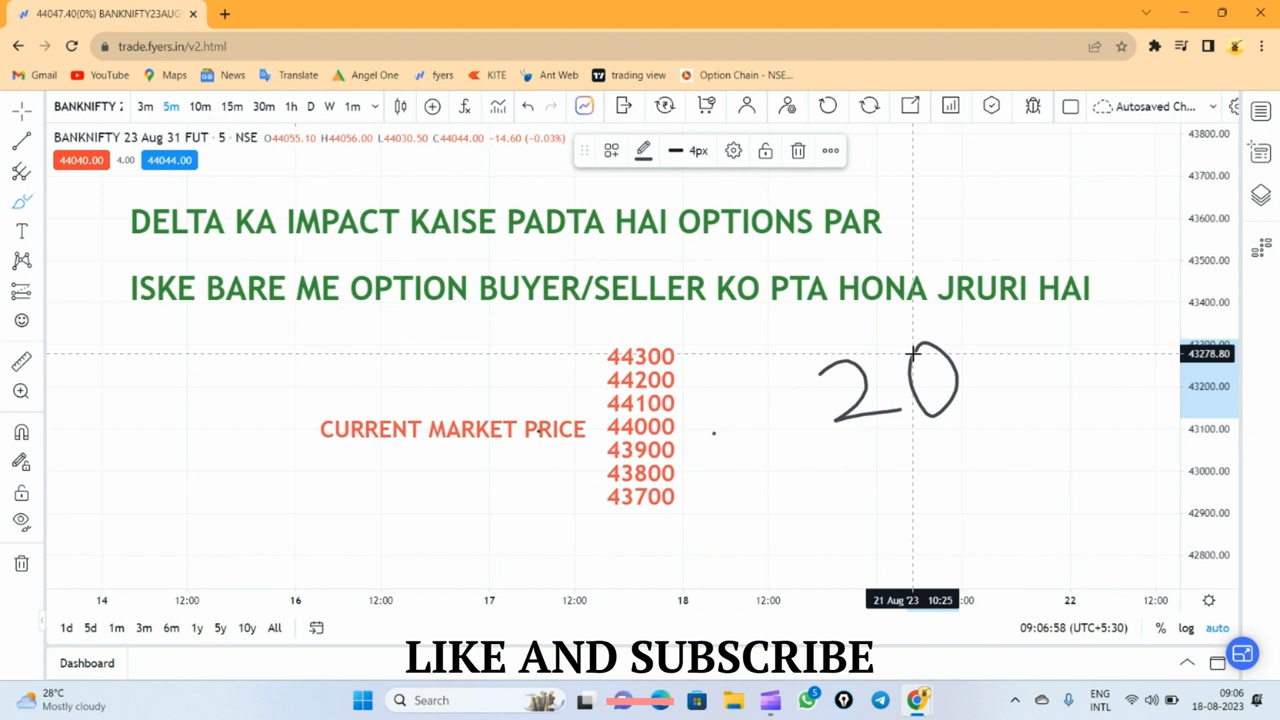 44047.40(0%) BANKNIFTY23AUG
trade.fyers.in/v2.html
Gmail YouTube Maps News Translate Angel One fyers KITE Ant Web trading view Option Chain - NSE...
BANKNIFTY 3m 5m 10m 15m 30m 1h D W 1m Autosaved Ch...
BANKNIFTY 23 Aug 31 FUT · 5 · NSE O44055.10 H44056.00 L44030.50 C44044.00 -14.60 (-0.03%)
44040.00 4.00 44044.00
4px
DELTA KA IMPACT KAISE PADTA HAI OPTIONS PAR
ISKE BARE ME OPTION BUYER/SELLER KO PTA HONA JRURI HAI
44300
44200
44100
CURRENT MARKET PRICE 44000
43900
43800
43700
20
43800.00
43700.00
43600.00
43500.00
43400.00
43278.80
43200.00
43100.00
43000.00
42900.00
42800.00
14 12:00 16 12:00 17 12:00 18 12:00 21 Aug '23 10:25 :00 22 12:00
1d 5d 1m 3m 6m 1y 5y 10y All 09:06:58 (UTC+5:30) % log auto
LIKE AND SUBSCRIBE
Dashboard
28°C
Mostly cloudy
Search
5
ENG
INTL
09:06
18-08-2023